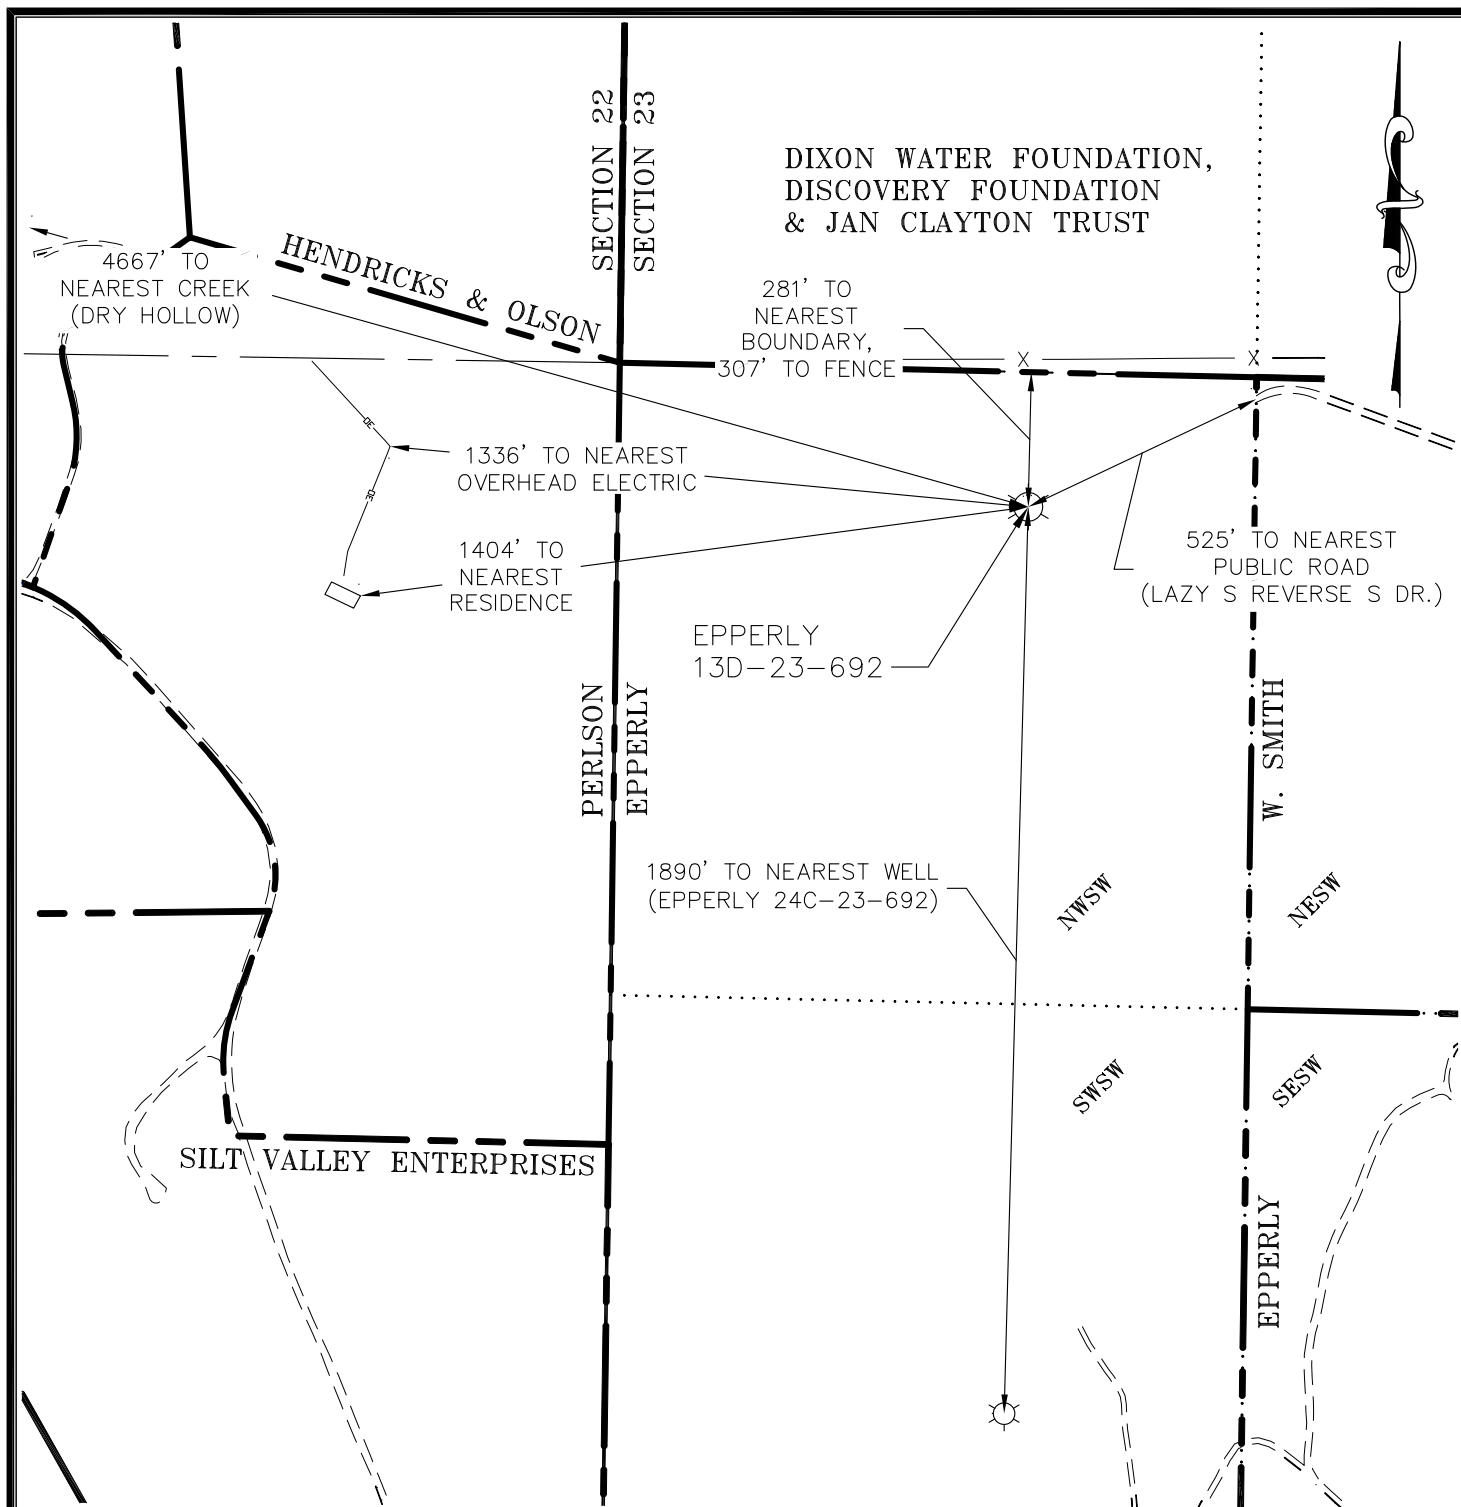 SECTION 22
SECTION 23
DIXON WATER FOUNDATION,
DISCOVERY FOUNDATION
& JAN CLAYTON TRUST
HENDRICKS & OLSON
4667' TO
NEAREST CREEK
(DRY HOLLOW)
281' TO
NEAREST
BOUNDARY,
307' TO FENCE
X
X
OE
OE
1336' TO NEAREST
OVERHEAD ELECTRIC
1404' TO
NEAREST
RESIDENCE
525' TO NEAREST
PUBLIC ROAD
(LAZY S REVERSE S DR.)
EPPERLY
13D-23-692
PERLSON
EPPERLY
W. SMITH
1890' TO NEAREST WELL
(EPPERLY 24C-23-692)
NWSW
NESW
SWSW
SESW
SILT VALLEY ENTERPRISES
EPPERLY